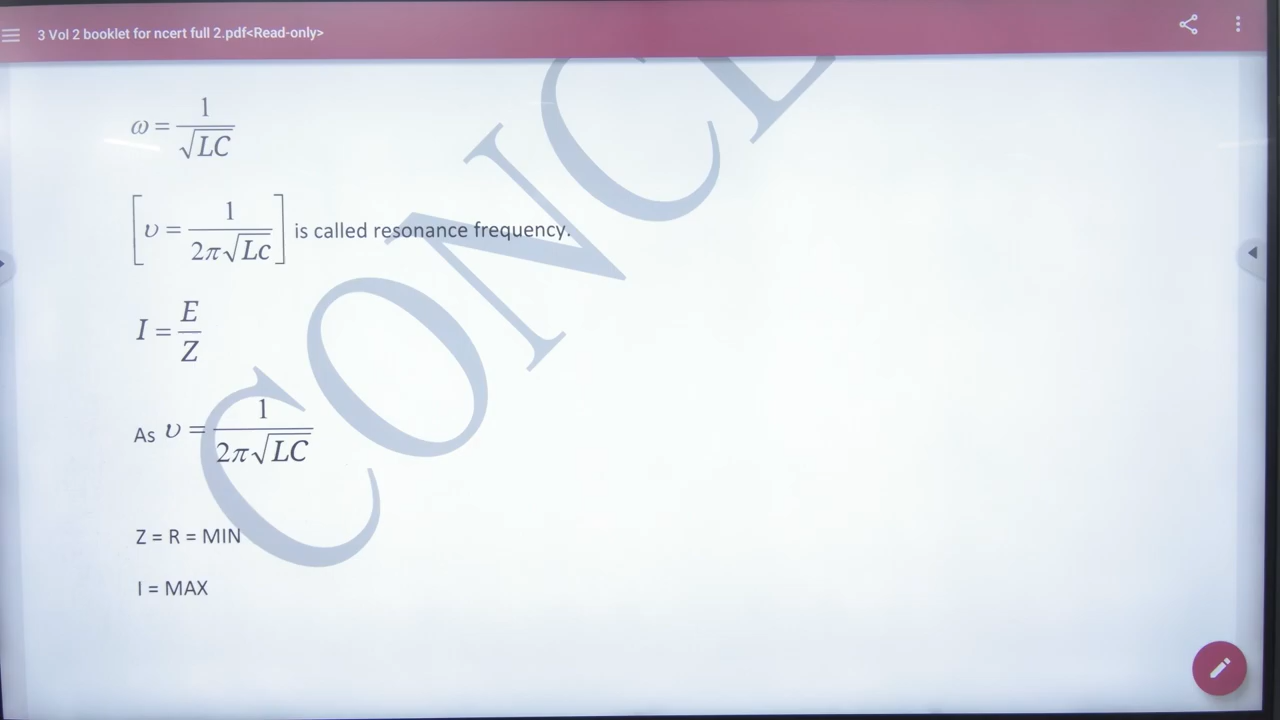 3 Vol 2 booklet for ncert full 2.pdf<Read-only>
ω = 1/√LC
[υ = 1/2π√Lc] is called resonance frequency.
I = E/Z
As υ = 1/2π√LC
Z = R = MIN
I = MAX
CONCE